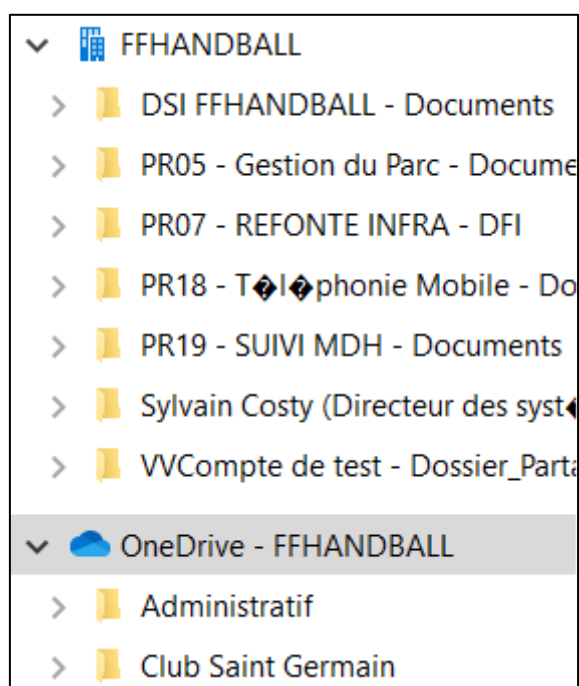 FFHANDBALL
DSI FFHANDBALL - Documents
PR05 - Gestion du Parc - Docume
PR07 - REFONTE INFRA - DFI
PR18 - T�l�phonie Mobile - Do
PR19 - SUIVI MDH - Documents
Sylvain Costy (Directeur des syst�
VVCompte de test - Dossier_Parta
OneDrive - FFHANDBALL
Administratif
Club Saint Germain